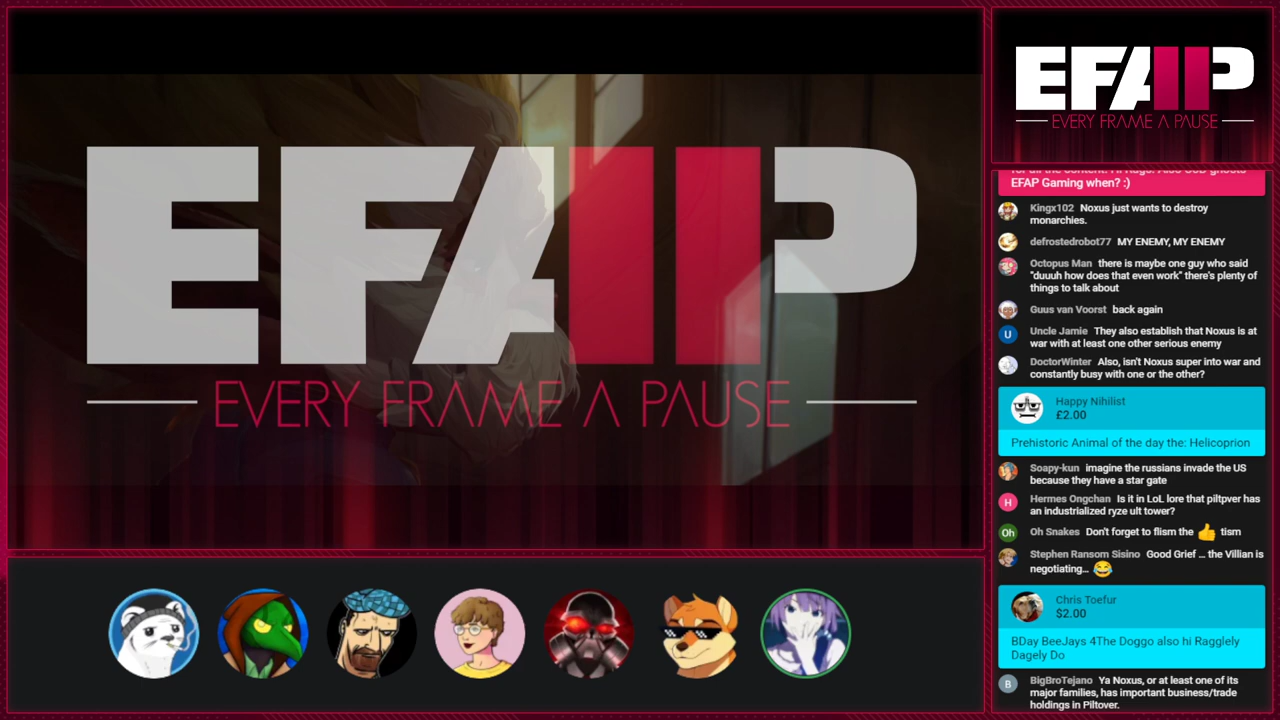 EFAP
EVERY FRAME A PAUSE
EFAP
EVERY FRAME A PAUSE
EFAP Gaming when? :)
Kingx102 Noxus just wants to destroy
monarchies.
defrostedrobot77 MY ENEMY, MY ENEMY
Octopus Man there is maybe one guy who said
"duuuh how does that even work" there's plenty of
things to talk about
Guus van Voorst back again
U Uncle Jamie They also establish that Noxus is at
war with at least one other serious enemy
DoctorWinter Also, isn't Noxus super into war and
constantly busy with one or the other?
Happy Nihilist
£2.00
Prehistoric Animal of the day the: Helicoprion
Soapy-kun imagine the russians invade the US
because they have a star gate
H Hermes Ongchan Is it in LoL lore that piltpver has
an industrialized ryze ult tower?
Oh Oh Snakes Don't forget to flism the 👍 tism
Stephen Ransom Sisino Good Grief ... the Villian is
negotiating... 😂
Chris Toefur
$2.00
BDay BeeJays 4The Doggo also hi Ragglely
Dagely Do
B BigBroTejano Ya Noxus, or at least one of its
major families, has important business/trade
holdings in Piltover.